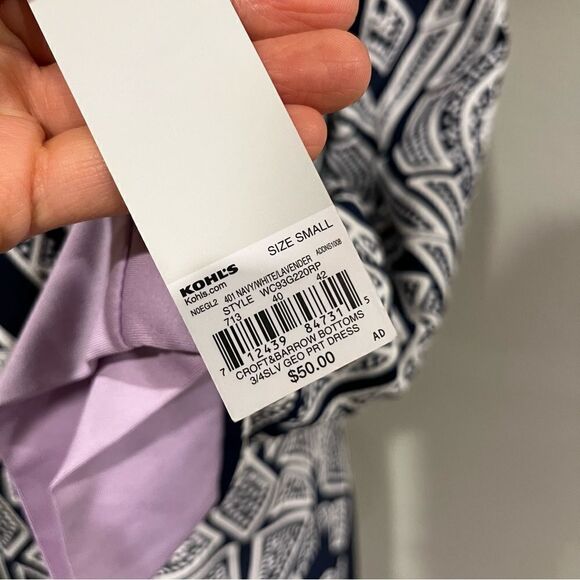 SIZE SMALL
KOHL'S
Kohls.com
N0EGL2 401 NAVY/WHITE/LAVENDER ADDNS1008
STYLE WC93G220RP
713 40 42
7 12439 84731 5
CROFT&BARROW BOTTOMS
3/4SLV GEO PRT DRESS
$50.00 AD